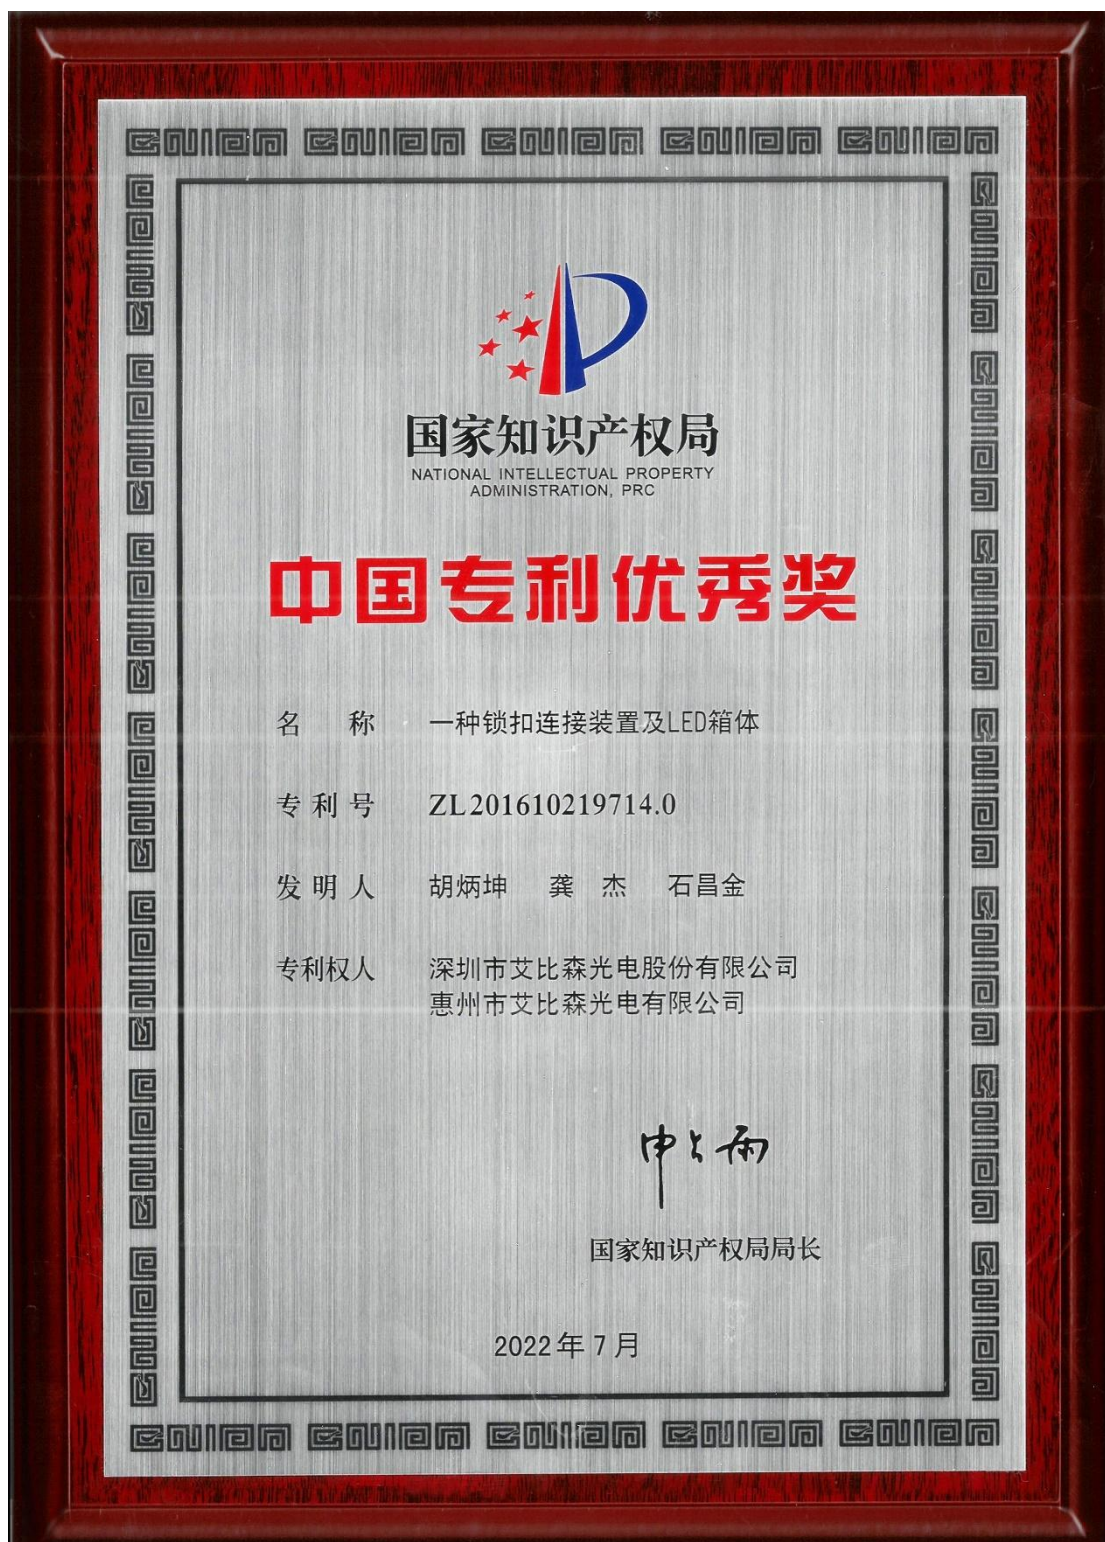 国家知识产权局
NATIONAL INTELLECTUAL PROPERTY
ADMINISTRATION, PRC
中国专利优秀奖
名 称 一种锁扣连接装置及LED箱体
专利号 ZL201610219714.0
发明人 胡炳坤 龚 杰 石昌金
专利权人 深圳市艾比森光电股份有限公司
惠州市艾比森光电有限公司
申长雨
国家知识产权局局长
2022年7月